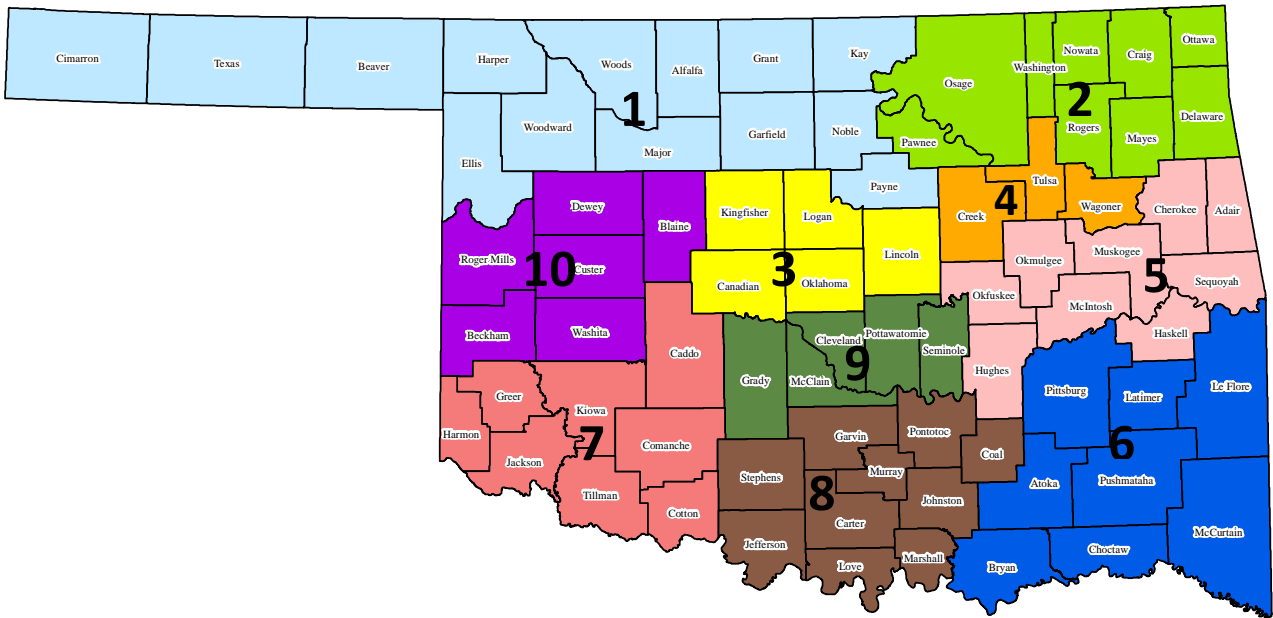 Cimarron
Texas
Beaver
Harper
Woods
Alfalfa
Grant
Kay
Osage
Washington
Nowata
Craig
Ottawa
1
2
Woodward
Major
Garfield
Noble
Pawnee
Rogers
Mayes
Delaware
Ellis
Payne
Dewey
Blaine
Kingfisher
Logan
Creek
4
Tulsa
Wagoner
Cherokee
Adair
Roger Mills
10
Custer
Canadian
3
Oklahoma
Lincoln
Okmulgee
Muskogee
5
Sequoyah
Okfuskee
McIntosh
Beckham
Washita
Caddo
Grady
Cleveland
Pottawatomie
Seminole
Haskell
McClain
9
Hughes
Pittsburg
Latimer
Le Flore
Greer
Kiowa
Harmon
Jackson
7
Comanche
Garvin
Pontotoc
Coal
6
Stephens
8
Murray
Atoka
Pushmataha
Tillman
Cotton
Carter
Johnston
McCurtain
Jefferson
Love
Marshall
Bryan
Choctaw